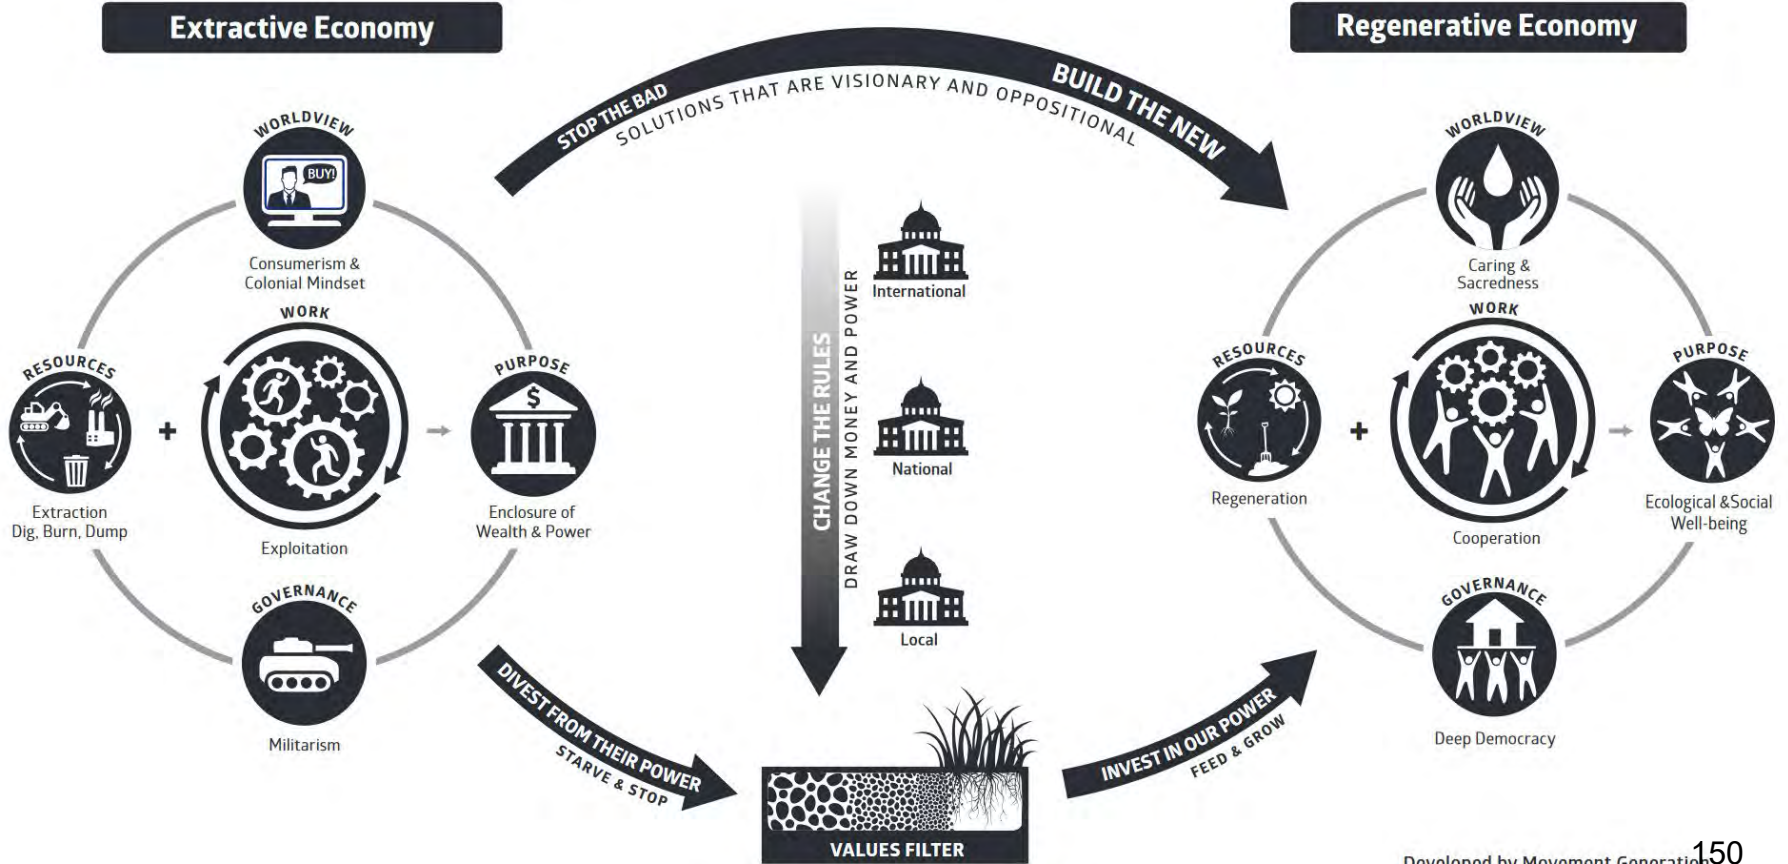 Extractive Economy
Regenerative Economy
STOP THE BAD
BUILD THE NEW
SOLUTIONS THAT ARE VISIONARY AND OPPOSITIONAL
WORLDVIEW
BUY!
Consumerism &
Colonial Mindset
WORK
RESOURCES
PURPOSE
$
+
Extraction
Dig, Burn, Dump
Exploitation
Enclosure of
Wealth & Power
GOVERNANCE
Militarism
CHANGE THE RULES
DRAW DOWN MONEY AND POWER
International
National
Local
WORLDVIEW
Caring &
Sacredness
WORK
RESOURCES
PURPOSE
+
Regeneration
Cooperation
Ecological &Social
Well-being
GOVERNANCE
Deep Democracy
DIVEST FROM THEIR POWER
STARVE & STOP
VALUES FILTER
INVEST IN OUR POWER
FEED & GROW
Developed by Movement Generation
150